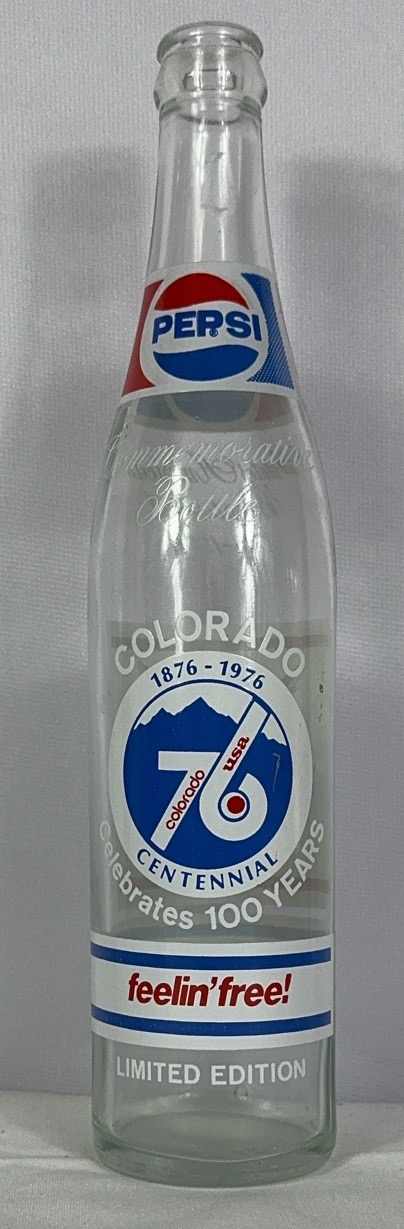 PEPSI®
Commemorative
Bottle
COLORADO
1876 - 1976
76
colorado
usa
CENTENNIAL
Celebrates 100 YEARS
feelin' free!
LIMITED EDITION